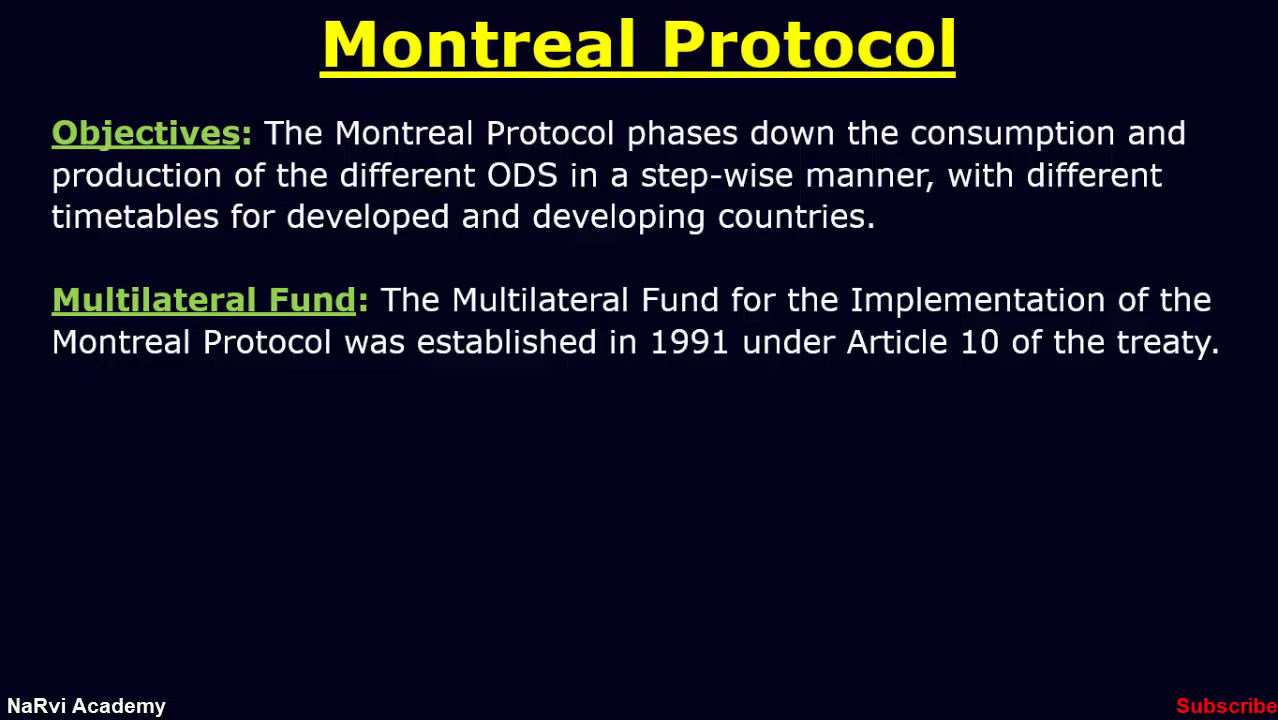 Montreal Protocol
Objectives: The Montreal Protocol phases down the consumption and
production of the different ODS in a step-wise manner, with different
timetables for developed and developing countries.
Multilateral Fund: The Multilateral Fund for the Implementation of the
Montreal Protocol was established in 1991 under Article 10 of the treaty.
NaRvi Academy
Subscribe